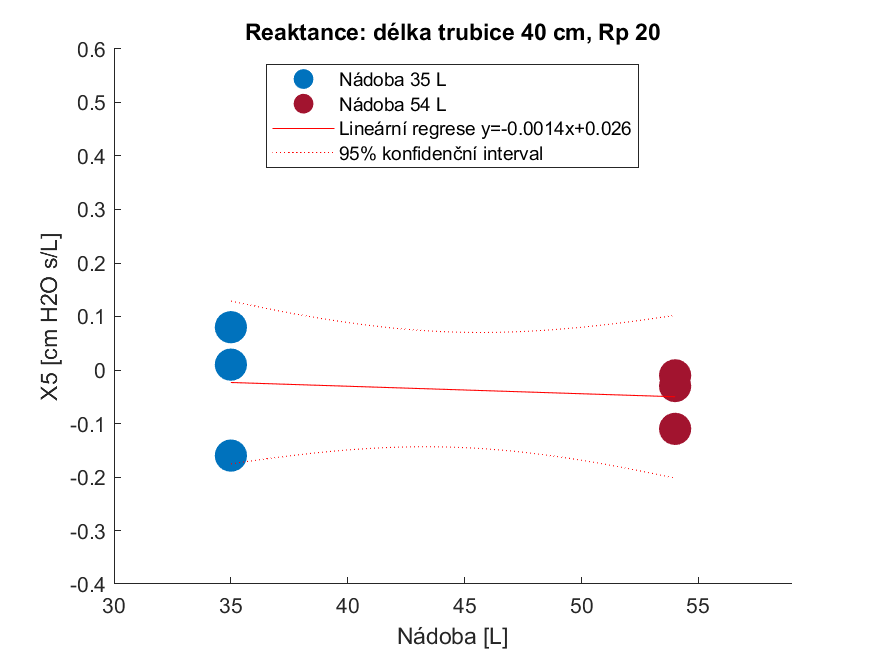 Reaktance: délka trubice 40 cm, Rp 20
0.6
0.5
0.4
0.3
0.2
0.1
0
-0.1
-0.2
-0.3
-0.4
X5 [cm H2O s/L]
Nádoba 35 L
Nádoba 54 L
Lineární regrese y=-0.0014x+0.026
95% konfidenční interval
30 35 40 45 50 55
Nádoba [L]